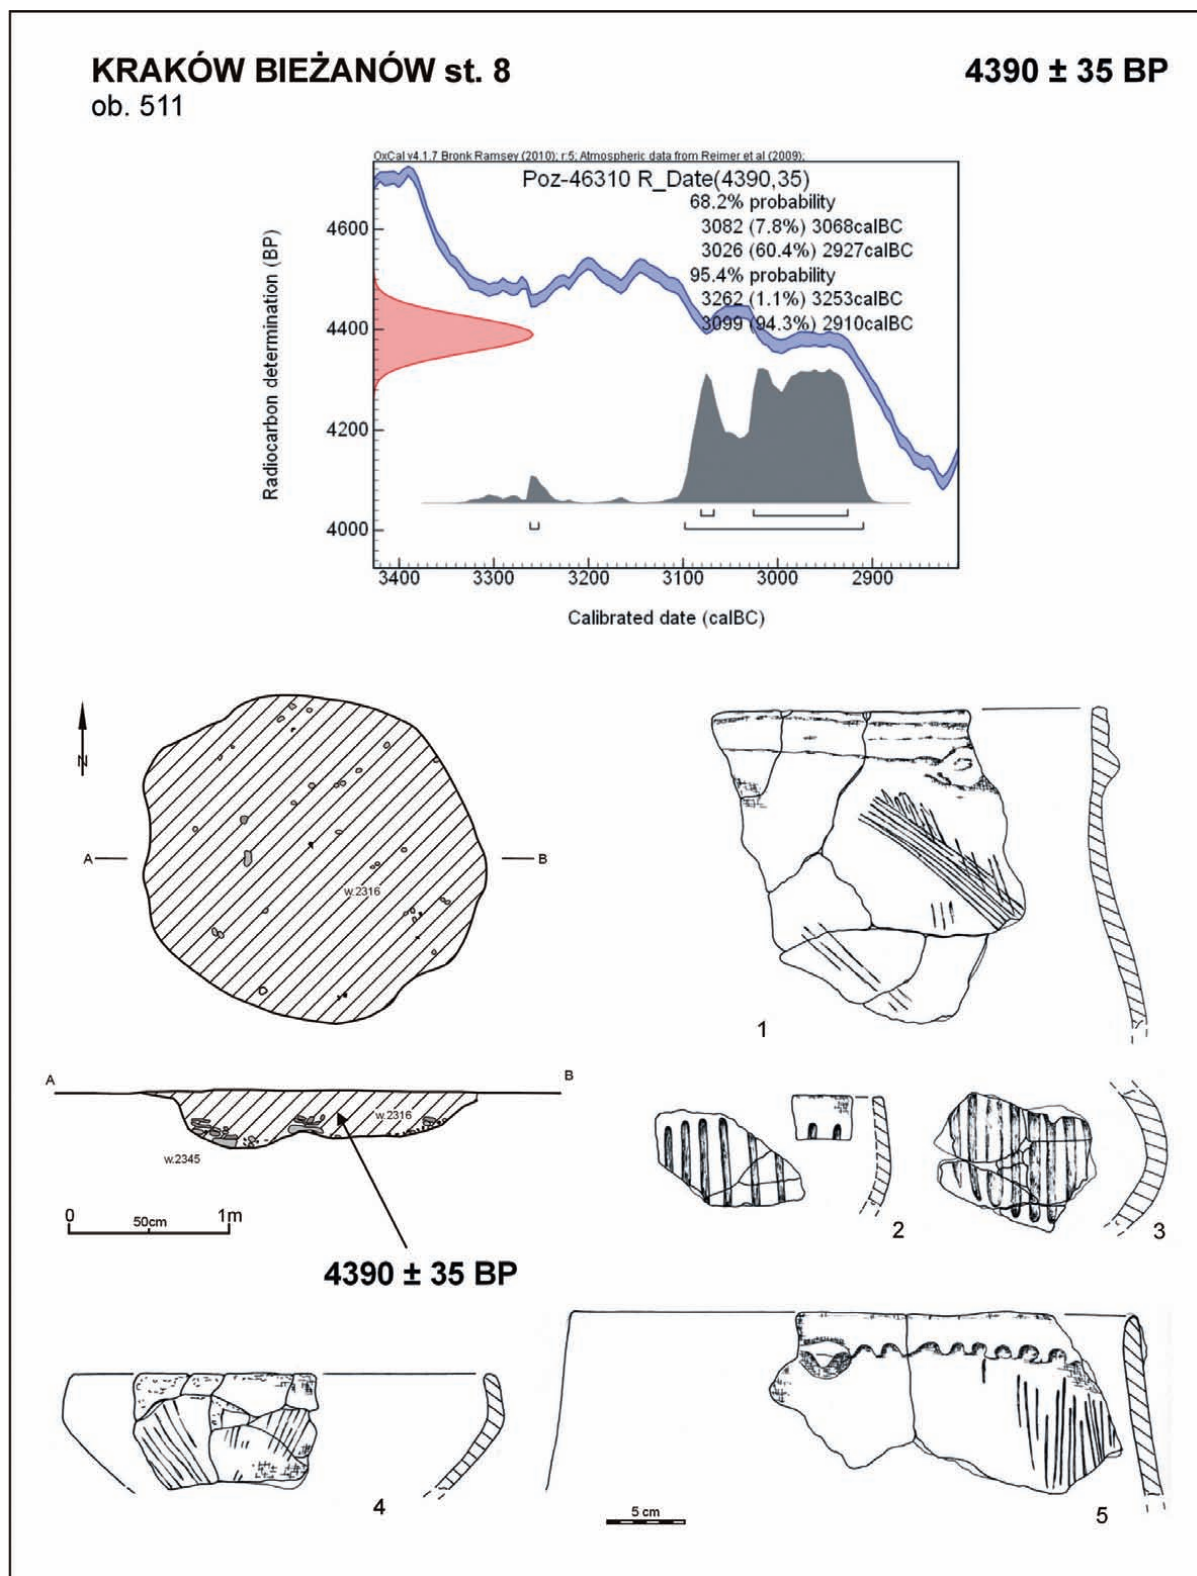 KRAKÓW BIEŻANÓW st. 8
4390 ± 35 BP
ob. 511
OxCal v4.1.7 Bronk Ramsey (2010); r:5; Atmospheric data from Reimer et al (2009);
Poz-46310 R_Date(4390,35)
68.2% probability
3082 (7.8%) 3068calBC
3026 (60.4%) 2927calBC
95.4% probability
3262 (1.1%) 3253calBC
3099 (94.3%) 2910calBC
Radiocarbon determination (BP)
4600
4400
4200
4000
3400 3300 3200 3100 3000 2900
Calibrated date (calBC)
N
A B
w.2316
1
A B
w.2316
w.2345
0 50cm 1m
4390 ± 35 BP
2
3
4
5 cm
5